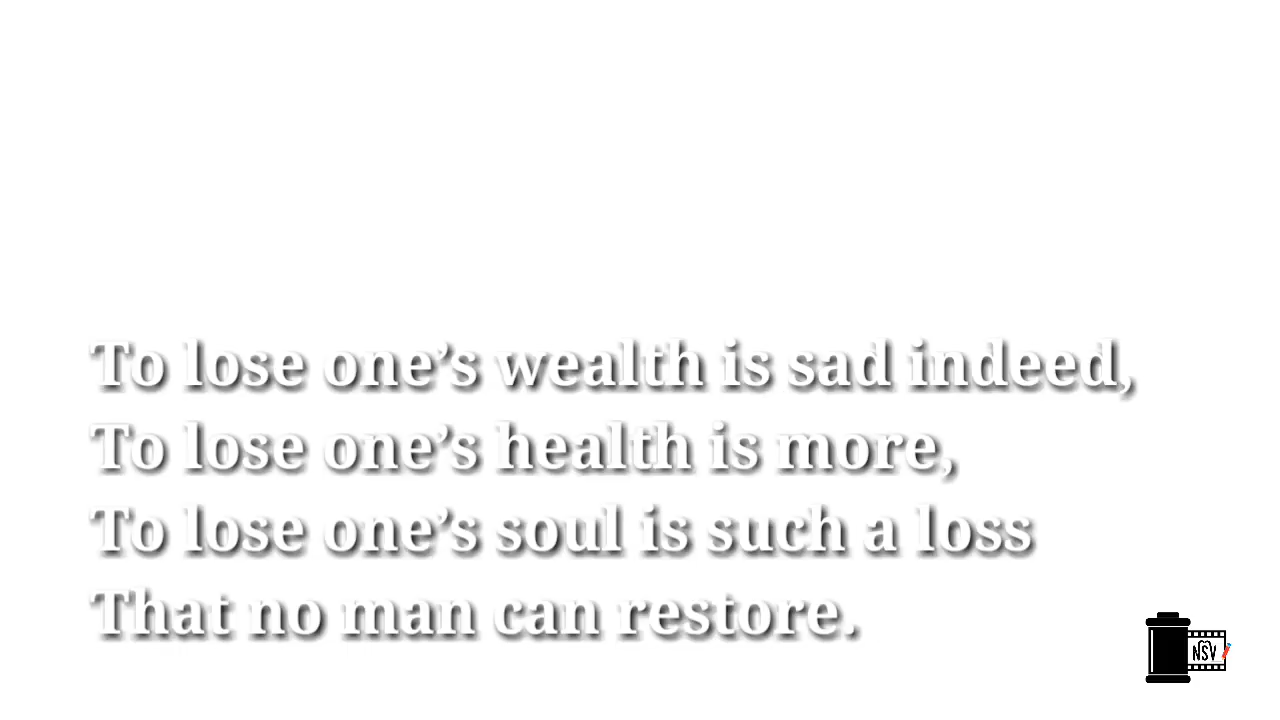 To lose one’s wealth is sad indeed,
To lose one’s health is more,
To lose one’s soul is such a loss
That no man can restore.
NSV